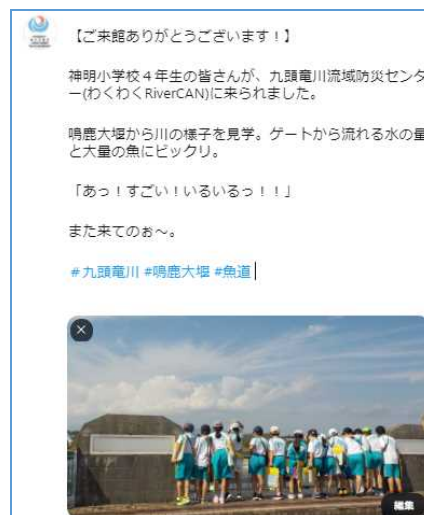 【ご来館ありがとうございます！】
神明小学校４年生の皆さんが、九頭竜川流域防災センタ
ー(わくわくRiverCAN)に来られました。
鳴鹿大堰から川の様子を見学。ゲートから流れる水の量
と大量の魚にビックリ。
「あっ！すごい！いるいるっ！！」
また来てのぉ～。
#九頭竜川 #鳴鹿大堰 #魚道
編集